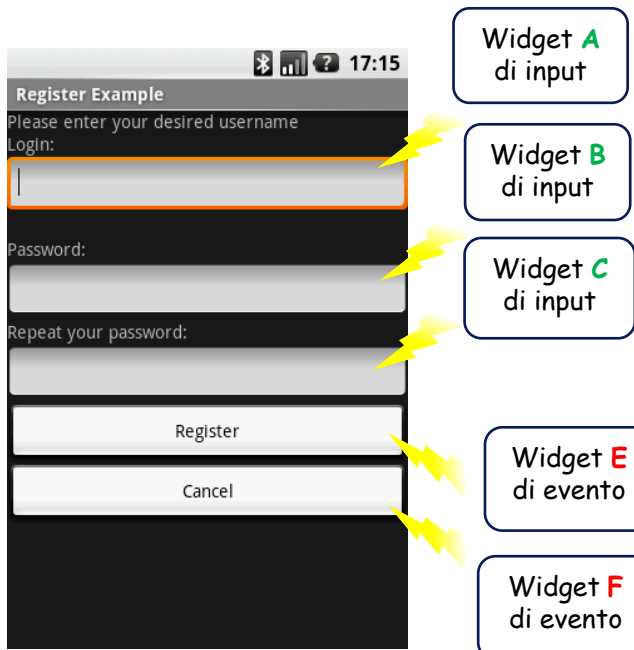 17:15
Register Example
Please enter your desired username
Login:
Password:
Repeat your password:
Register
Cancel
Widget A
di input
Widget B
di input
Widget C
di input
Widget E
di evento
Widget F
di evento